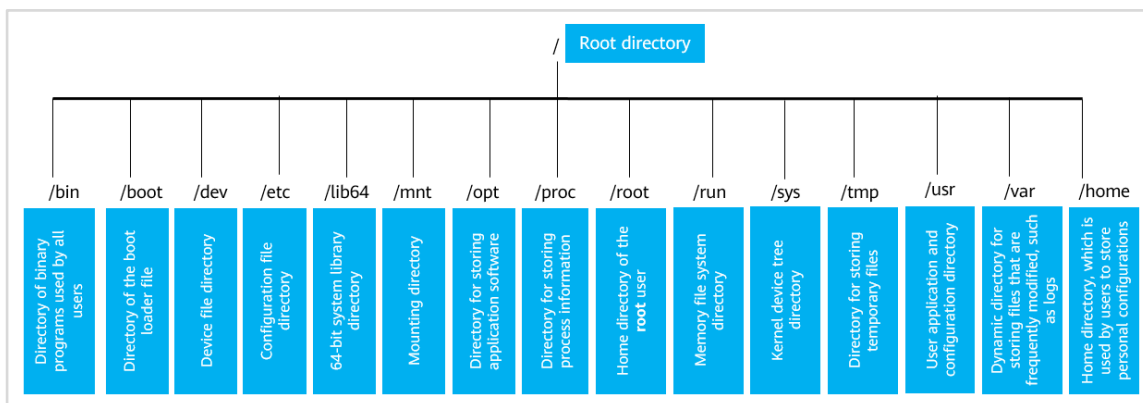 / Root directory
/bin /boot /dev /etc /lib64 /mnt /opt /proc /root /run /sys /tmp /usr /var /home
Directory of binary
programs used by all
users
Directory of the boot
loader file
Device file directory
Configuration file
directory
64-bit system library
directory
Mounting directory
Directory for storing
application software
Directory for storing
process information
Home directory of the
root user
Memory file system
directory
Kernel device tree
directory
Directory for storing
temporary files
User application and
configuration directory
Dynamic directory for
storing files that are
frequently modified, such
as logs
Home directory, which is
used by users to store
personal configurations